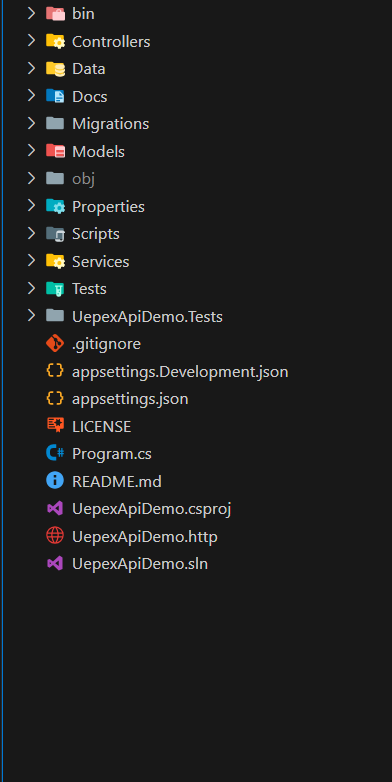 bin
Controllers
Data
Docs
Migrations
Models
obj
Properties
Scripts
Services
Tests
UepexApiDemo.Tests
.gitignore
appsettings.Development.json
appsettings.json
LICENSE
Program.cs
README.md
UepexApiDemo.csproj
UepexApiDemo.http
UepexApiDemo.sln